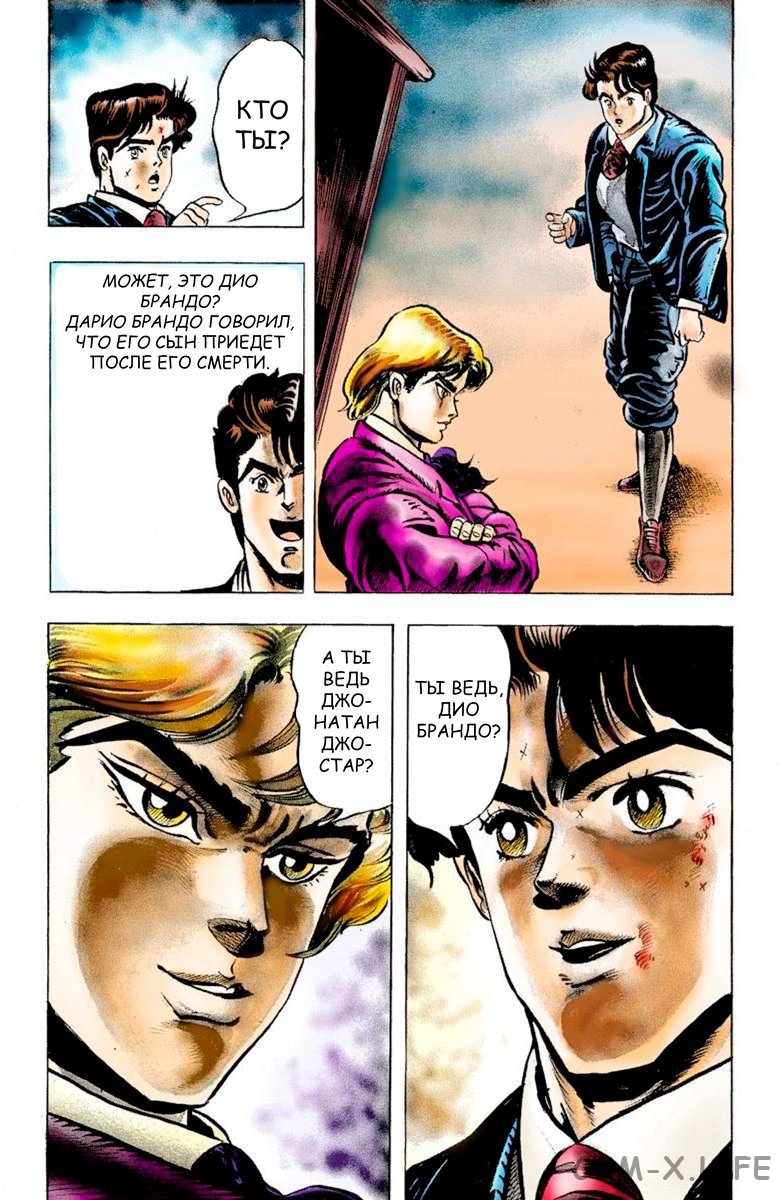 КТО
ТЫ?
МОЖЕТ, ЭТО ДИО
БРАНДО?
ДАРИО БРАНДО ГОВОРИЛ,
ЧТО ЕГО СЫН ПРИЕДЕТ
ПОСЛЕ ЕГО СМЕРТИ.
ТЫ ВЕДЬ,
ДИО
БРАНДО?
А ТЫ
ВЕДЬ
ДЖО-
НАТАН
ДЖО-
СТАР?
COM-X.LIFE